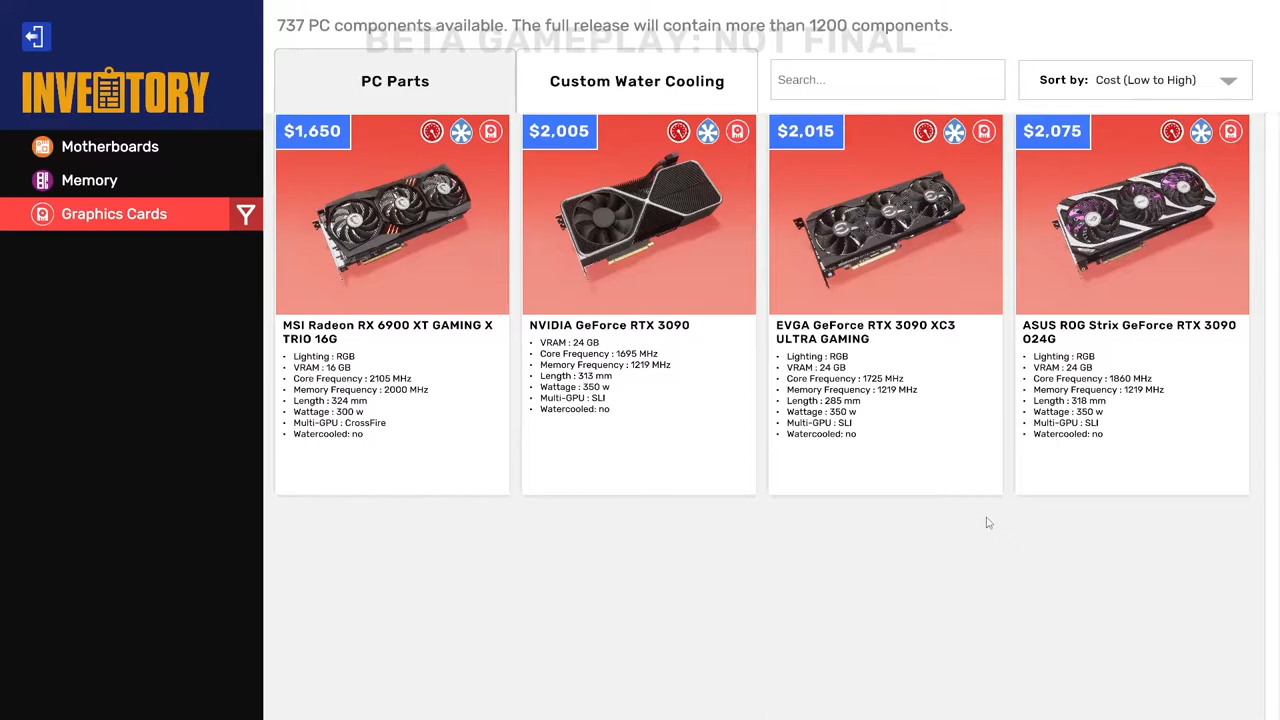 737 PC components available. The full release will contain more than 1200 components.
BETA GAMEPLAY: NOT FINAL
INVENTORY
PC Parts
Custom Water Cooling
Search...
Sort by: Cost (Low to High)
Motherboards
Memory
Graphics Cards
$1,650
MSI Radeon RX 6900 XT GAMING X
TRIO 16G
• Lighting : RGB
• VRAM : 16 GB
• Core Frequency : 2105 MHz
• Memory Frequency : 2000 MHz
• Length : 324 mm
• Wattage : 300 w
• Multi-GPU : CrossFire
• Watercooled: no
$2,005
NVIDIA GeForce RTX 3090
• VRAM : 24 GB
• Core Frequency : 1695 MHz
• Memory Frequency : 1219 MHz
• Length : 313 mm
• Wattage : 350 w
• Multi-GPU : SLI
• Watercooled: no
$2,015
EVGA GeForce RTX 3090 XC3
ULTRA GAMING
• Lighting : RGB
• VRAM : 24 GB
• Core Frequency : 1725 MHz
• Memory Frequency : 1219 MHz
• Length : 285 mm
• Wattage : 350 w
• Multi-GPU : SLI
• Watercooled: no
$2,075
ASUS ROG Strix GeForce RTX 3090
O24G
• Lighting : RGB
• VRAM : 24 GB
• Core Frequency : 1860 MHz
• Memory Frequency : 1219 MHz
• Length : 318 mm
• Wattage : 350 w
• Multi-GPU : SLI
• Watercooled: no